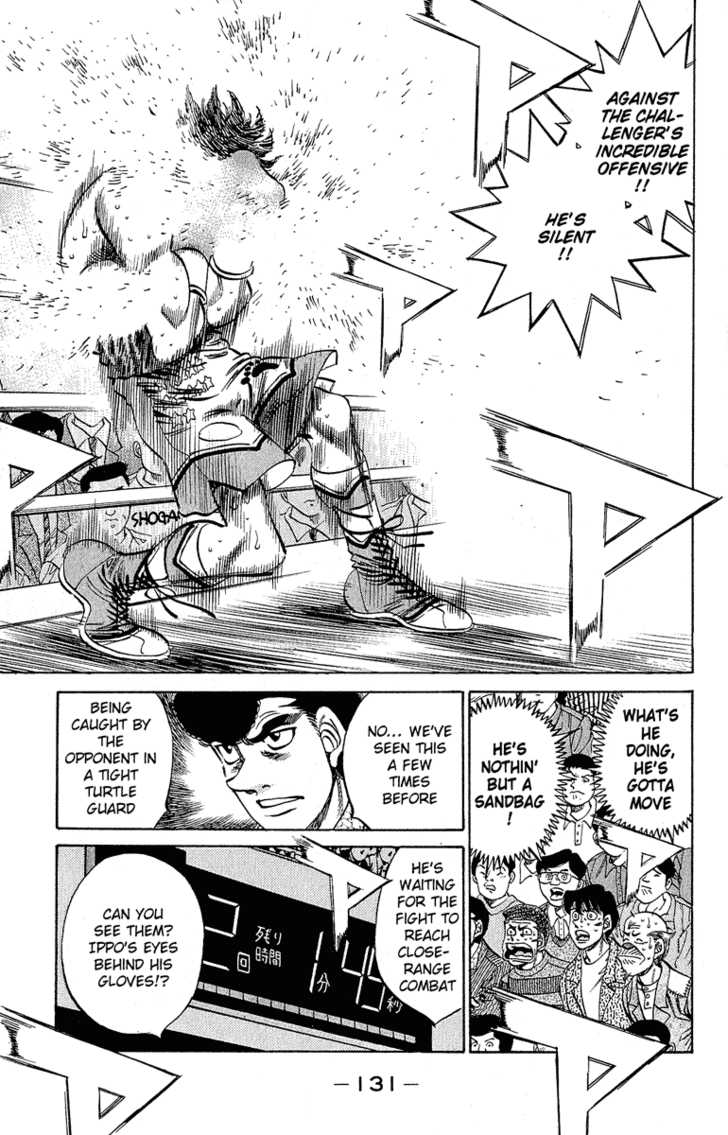 AGAINST
THE CHAL-
LENGER'S
INCREDIBLE
OFFENSIVE
!!
HE'S
SILENT
!!
P
P
P
P
SHOGA
WHAT'S
HE
DOING,
HE'S
GOTTA
MOVE
HE'S
NOTHIN'
BUT A
SANDBAG
!
NO... WE'VE
SEEN THIS
A FEW
TIMES
BEFORE
BEING
CAUGHT BY
THE
OPPONENT IN
A TIGHT
TURTLE
GUARD
P
P
HE'S
WAITING
FOR THE
FIGHT TO
REACH
CLOSE-
RANGE
COMBAT
2回 残り時間 1分45秒
CAN YOU
SEE THEM?
IPPO'S EYES
BEHIND HIS
GLOVES!?
P
P
-131-